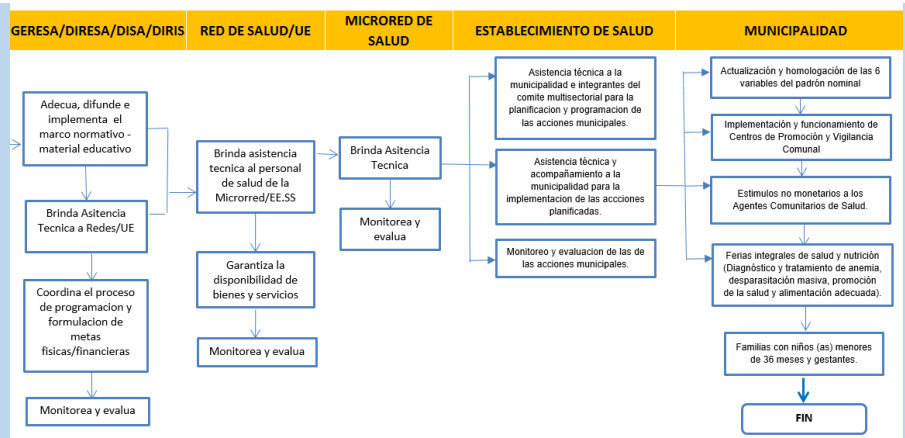 GERESA/DIRESA/DISA/DIRIS
RED DE SALUD/UE
MICRORED DE
SALUD
ESTABLECIMIENTO DE SALUD
MUNICIPALIDAD
Adecua, difunde e
implementa el
marco normativo -
material educativo
Brinda Asitencia
Tecnica a Redes/UE
Coordina el proceso
de programacion y
formulacion de
metas
fisicas/financieras
Monitorea y evalua
Brinda asistencia
tecnica al personal
de salud de la
Microrred/EE.SS
Garantiza la
disponibilidad de
bienes y servicios
Monitorea y evalua
Brinda Asitencia
Tecnica
Monitorea y
evalua
Asistencia técnica a la
municipalidad e integrantes del
comite multisectorial para la
planificacion y programacion de
las acciones municipales.
Asistencia técnica y
acompañamiento a la
municipalidad para la
implementacion de las accciones
planificadas.
Monitoreo y evaluacion de las de
las acciones municipales.
Actualización y homologación de las 6
variables del padrón nominal
Implementación y funcionamiento de
Centros de Promoción y Vigilancia
Comunal
Estimulos no monetarios a los
Agentes Comunitarios de Salud.
Ferias integrales de salud y nutrición
(Diagnóstico y tratamiento de anemia,
desparasitación masiva, promoción
de la salud y alimentación adecuada).
Familias con niños (as) menores
de 36 meses y gestantes.
FIN